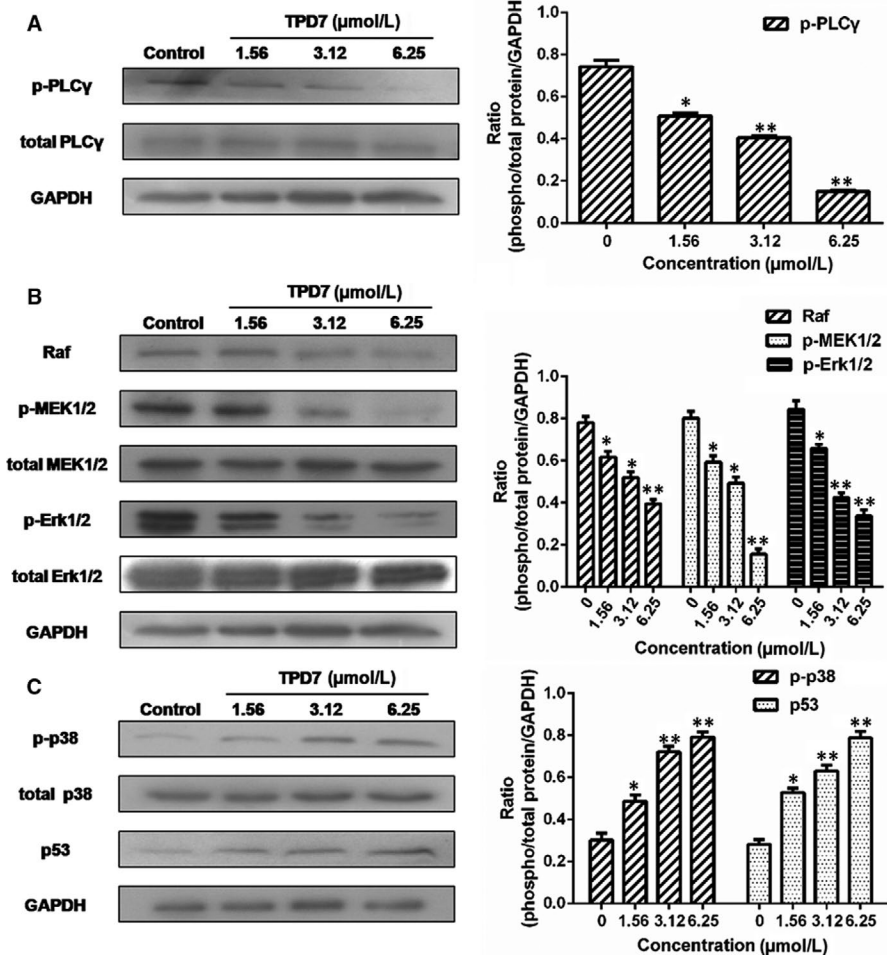 A
TPD7 (μmol/L)
Control 1.56 3.12 6.25
p-PLCγ
total PLCγ
GAPDH
p-PLCγ
Ratio
(phospho/total protein/GAPDH)
1.0
0.8
0.6
0.4
0.2
0.0
* ** **
0 1.56 3.12 6.25
Concentration (μmol/L)
B
TPD7 (μmol/L)
Control 1.56 3.12 6.25
Raf
p-MEK1/2
total MEK1/2
p-Erk1/2
total Erk1/2
GAPDH
Raf
p-MEK1/2
p-Erk1/2
Ratio
(phospho/total protein/GAPDH)
1.0
0.8
0.6
0.4
0.2
0.0
* * ** * * ** * ** **
0 1.56 3.12 6.25 0 1.56 3.12 6.25 0 1.56 3.12 6.25
Concentration (μmol/L)
C
TPD7 (μmol/L)
Control 1.56 3.12 6.25
p-p38
total p38
p53
GAPDH
p-p38
p53
Ratio
(phospho/total protein/GAPDH)
1.0
0.8
0.6
0.4
0.2
0.0
* ** ** * ** **
0 1.56 3.12 6.25 0 1.56 3.12 6.25
Concentration (μmol/L)